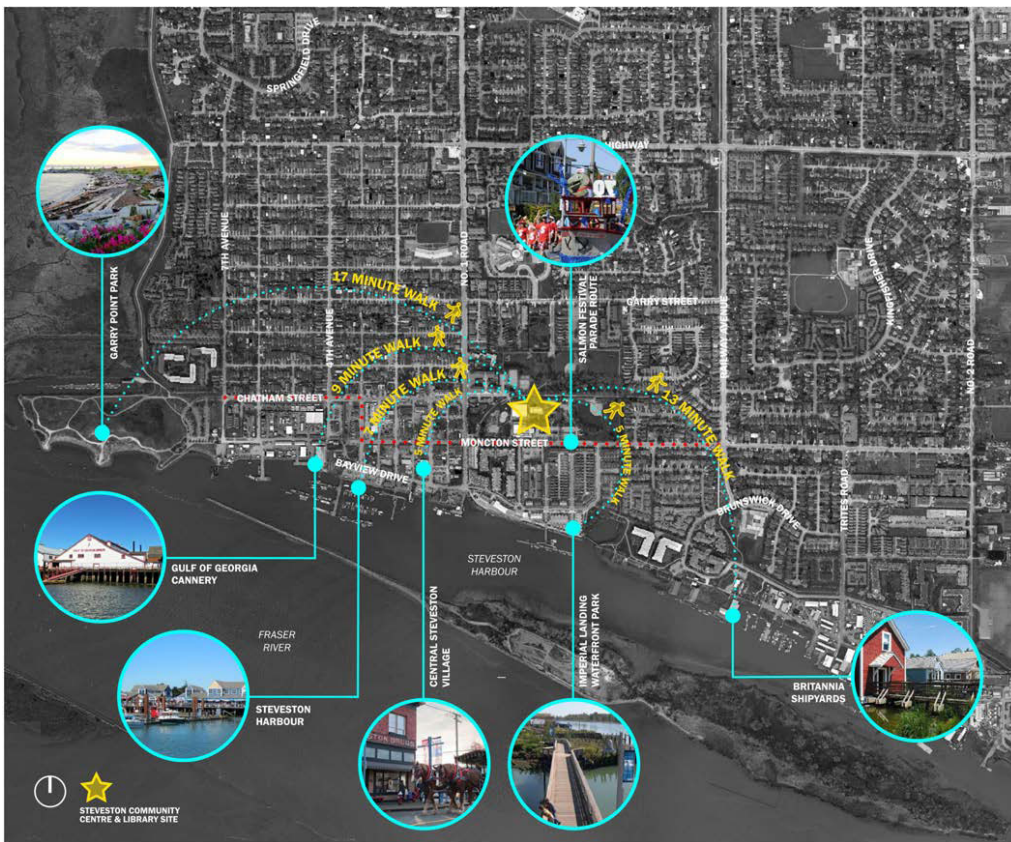 SPRINGFIELD DRIVE
HIGHWAY
7TH AVENUE
4TH AVENUE
NO. 1 ROAD
GARRY STREET
RAILWAY AVENUE
KINGFISHER DRIVE
NO. 2 ROAD
GARRY POINT PARK
SALMON FESTIVAL
PARADE ROUTE
17 MINUTE WALK
9 MINUTE WALK
MINUTE WALK
5 MINUTE WALK
13 MINUTE WALK
5 MINUTE WALK
CHATHAM STREET
MONCTON STREET
BAYVIEW DRIVE
BRUNSWICK DRIVE
TRITES ROAD
STEVESTON
HARBOUR
GULF OF GEORGIA
CANNERY
FRASER
RIVER
STEVESTON
HARBOUR
CENTRAL STEVESTON
VILLAGE
IMPERIAL LANDING
WATERFRONT PARK
BRITANNIA
SHIPYARDS
STEVESTON COMMUNITY
CENTRE & LIBRARY SITE